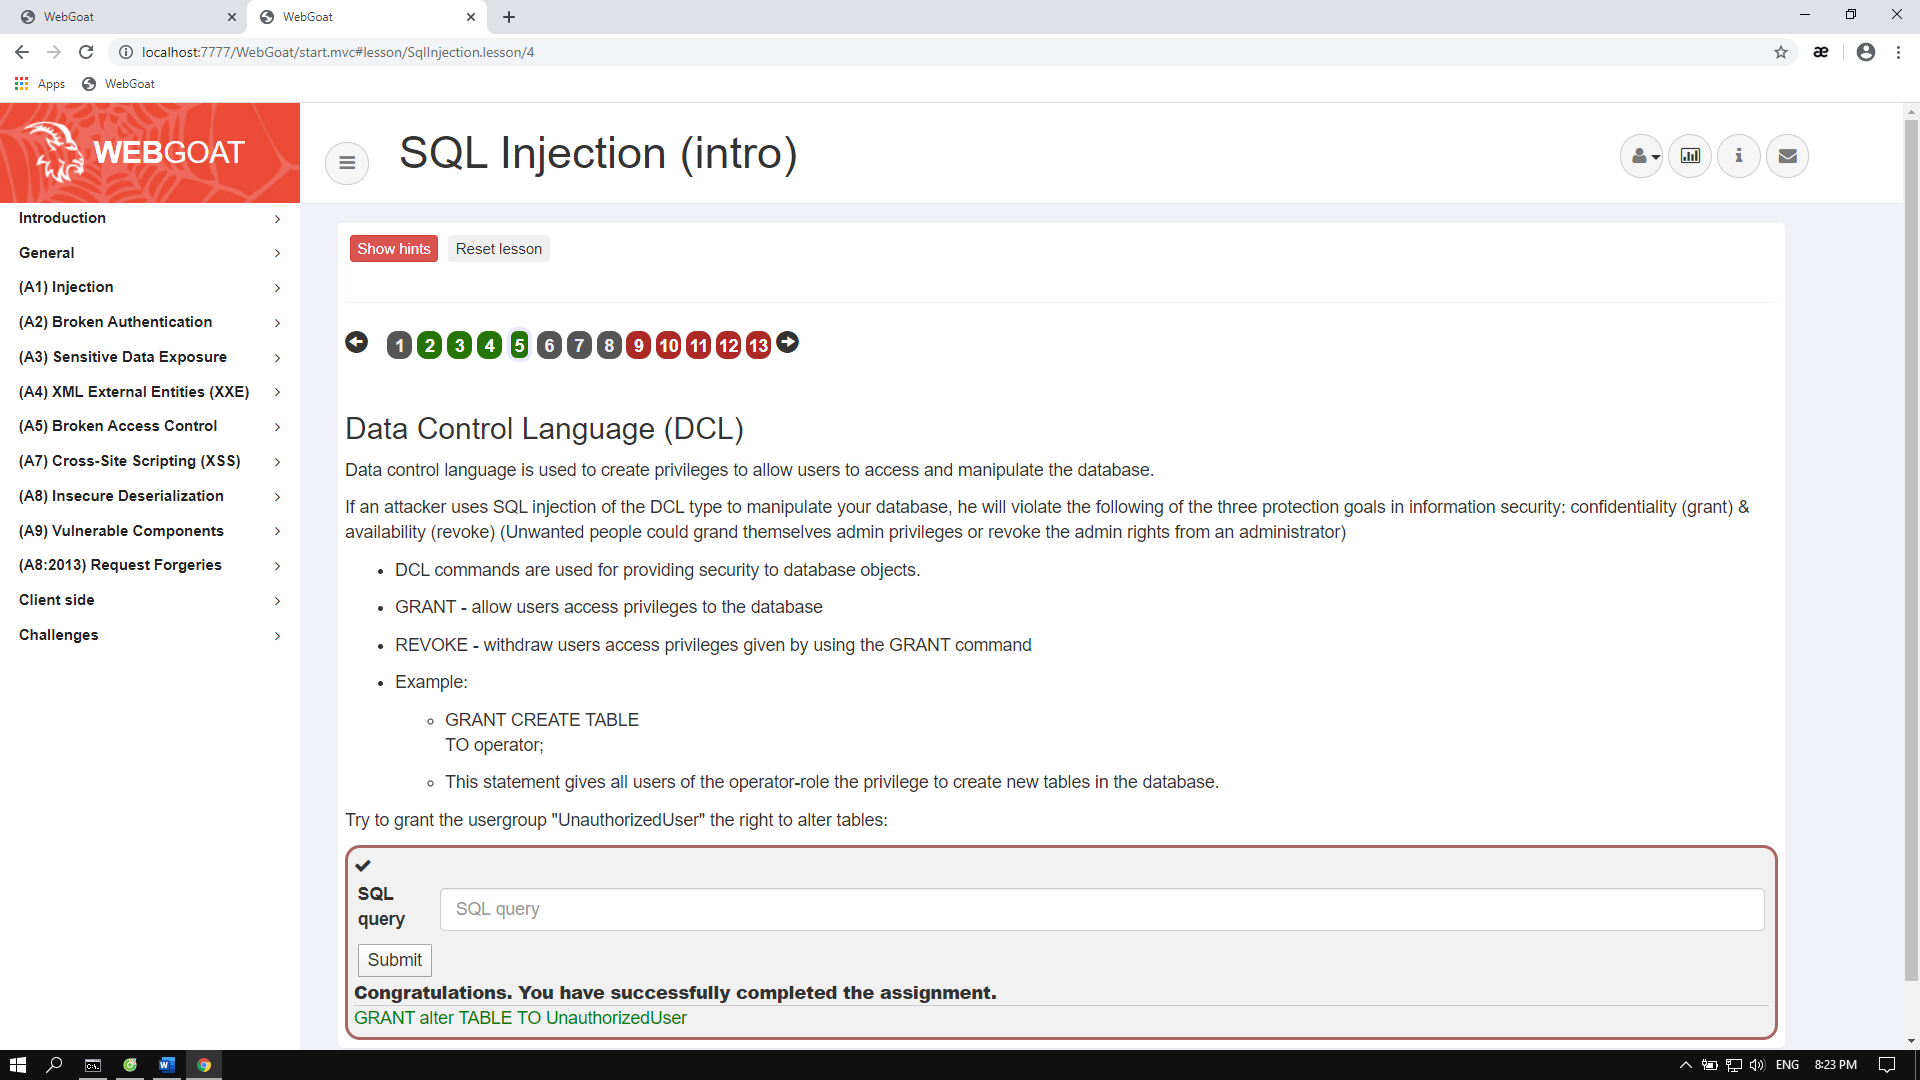 WebGoat
WebGoat
localhost:7777/WebGoat/start.mvc#lesson/SqlInjection.lesson/4
æ
Apps
WebGoat
WEBGOAT
SQL Injection (intro)
Introduction
General
(A1) Injection
(A2) Broken Authentication
(A3) Sensitive Data Exposure
(A4) XML External Entities (XXE)
(A5) Broken Access Control
(A7) Cross-Site Scripting (XSS)
(A8) Insecure Deserialization
(A9) Vulnerable Components
(A8:2013) Request Forgeries
Client side
Challenges
Show hints
Reset lesson
1 2 3 4 5 6 7 8 9 10 11 12 13
Data Control Language (DCL)
Data control language is used to create privileges to allow users to access and manipulate the database.
If an attacker uses SQL injection of the DCL type to manipulate your database, he will violate the following of the three protection goals in information security: confidentiality (grant) &
availability (revoke) (Unwanted people could grand themselves admin privileges or revoke the admin rights from an administrator)
• DCL commands are used for providing security to database objects.
• GRANT - allow users access privileges to the database
• REVOKE - withdraw users access privileges given by using the GRANT command
• Example:
◦ GRANT CREATE TABLE
TO operator;
◦ This statement gives all users of the operator-role the privilege to create new tables in the database.
Try to grant the usergroup "UnauthorizedUser" the right to alter tables:
SQL
query
SQL query
Submit
Congratulations. You have successfully completed the assignment.
GRANT alter TABLE TO UnauthorizedUser
ENG
8:23 PM